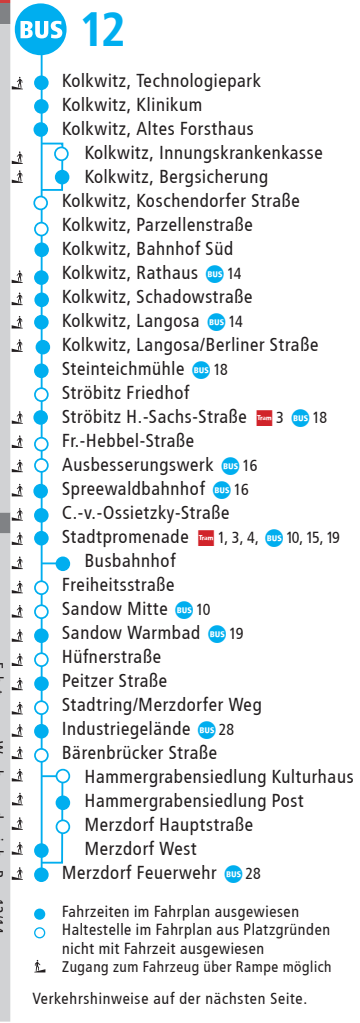 BUS 12
Kolkwitz, Technologiepark
Kolkwitz, Klinikum
Kolkwitz, Altes Forsthaus
Kolkwitz, Innungskrankenkasse
Kolkwitz, Bergsicherung
Kolkwitz, Koschendorfer Straße
Kolkwitz, Parzellenstraße
Kolkwitz, Bahnhof Süd
Kolkwitz, Rathaus BUS 14
Kolkwitz, Schadowstraße
Kolkwitz, Langosa BUS 14
Kolkwitz, Langosa/Berliner Straße
Steinteichmühle BUS 18
Ströbitz Friedhof
Ströbitz H.-Sachs-Straße Tram 3 BUS 18
Fr.-Hebbel-Straße
Ausbesserungswerk BUS 16
Spreewaldbahnhof BUS 16
C.-v.-Ossietzky-Straße
Stadtpromenade Tram 1, 3, 4, BUS 10, 15, 19
Busbahnhof
Freiheitsstraße
Sandow Mitte BUS 10
Sandow Warmbad BUS 19
Hüfnerstraße
Peitzer Straße
Stadtring/Merzdorfer Weg
Industriegelände BUS 28
Bärenbrücker Straße
Hammergrabensiedlung Kulturhaus
Hammergrabensiedlung Post
Merzdorf Hauptstraße
Merzdorf West
Merzdorf Feuerwehr BUS 28
Fahrzeiten im Fahrplan ausgewiesen
Haltestelle im Fahrplan aus Platzgründen
nicht mit Fahrzeit ausgewiesen
Zugang zum Fahrzeug über Rampe möglich
Verkehrshinweise auf der nächsten Seite.